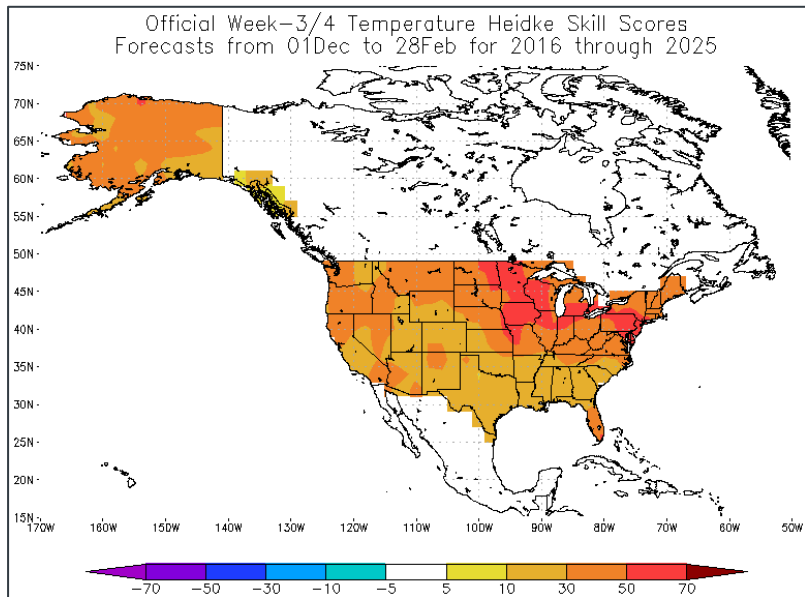 Official Week-3/4 Temperature Heidke Skill Scores
Forecasts from 01Dec to 28Feb for 2016 through 2025
75N
70N
65N
60N
55N
50N
45N
40N
35N
30N
25N
20N
15N
170W 160W 150W 140W 130W 120W 110W 100W 90W 80W 70W 60W 50W
-70 -50 -30 -10 -5 5 10 30 50 70